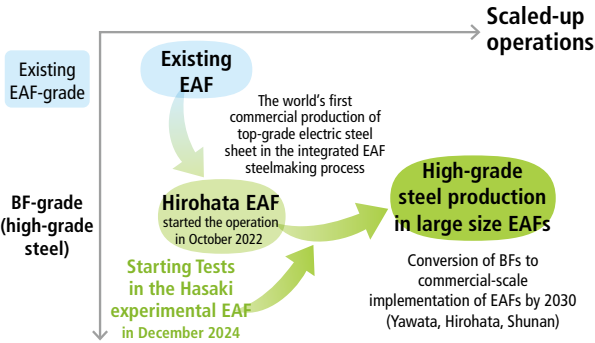 Scaled-up
operations
Existing
EAF-grade
Existing
EAF
The world's first
commercial production of
top-grade electric steel
sheet in the integrated EAF
steelmaking process
BF-grade
(high-grade
steel)
Hirohata EAF
started the operation
in October 2022
High-grade
steel production
in large size EAFs
Starting Tests
in the Hasaki
experimental EAF
in December 2024
Conversion of BFs to
commercial-scale
implementation of EAFs by 2030
(Yawata, Hirohata, Shunan)